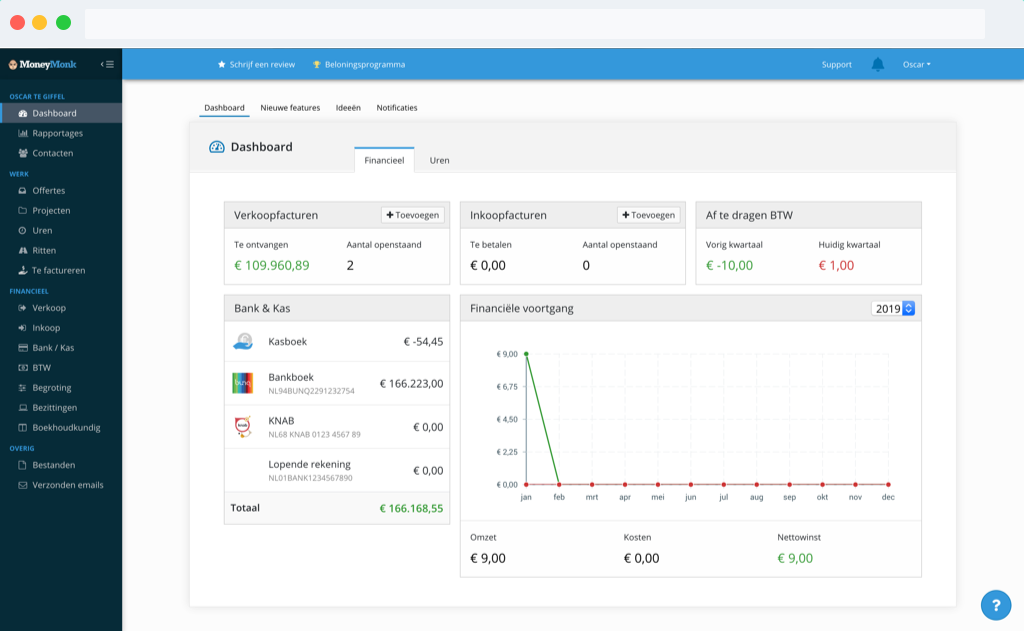 MoneyMonk
Schrijf een review
Beloningsprogramma
Support
Oscar
OSCAR TE GIFFEL
Dashboard
Rapportages
Contacten
WERK
Offertes
Projecten
Uren
Ritten
Te factureren
FINANCIEEL
Verkoop
Inkoop
Bank / Kas
BTW
Begroting
Bezittingen
Boekhoudkundig
OVERIG
Bestanden
Verzonden emails
Dashboard
Nieuwe features
Ideeën
Notificaties
Dashboard
Financieel
Uren
Verkoopfacturen
Toevoegen
Te ontvangen
Aantal openstaand
€ 109.960,89
2
Inkoopfacturen
Toevoegen
Te betalen
Aantal openstaand
€ 0,00
0
Af te dragen BTW
Vorig kwartaal
Huidig kwartaal
€ -10,00
€ 1,00
Bank & Kas
Kasboek
€ -54,45
bunq
Bankboek
NL94BUNQ2291232754
€ 166.223,00
KNAB
NL68 KNAB 0123 4567 89
€ 0,00
Lopende rekening
NL01BANK1234567890
€ 0,00
Totaal
€ 166.168,55
Financiële voortgang
2019
€ 9,00
€ 6,75
€ 4,50
€ 2,25
€ 0,00
jan feb mrt apr mei jun jul aug sep okt nov dec
Omzet
Kosten
Nettowinst
€ 9,00
€ 0,00
€ 9,00
?